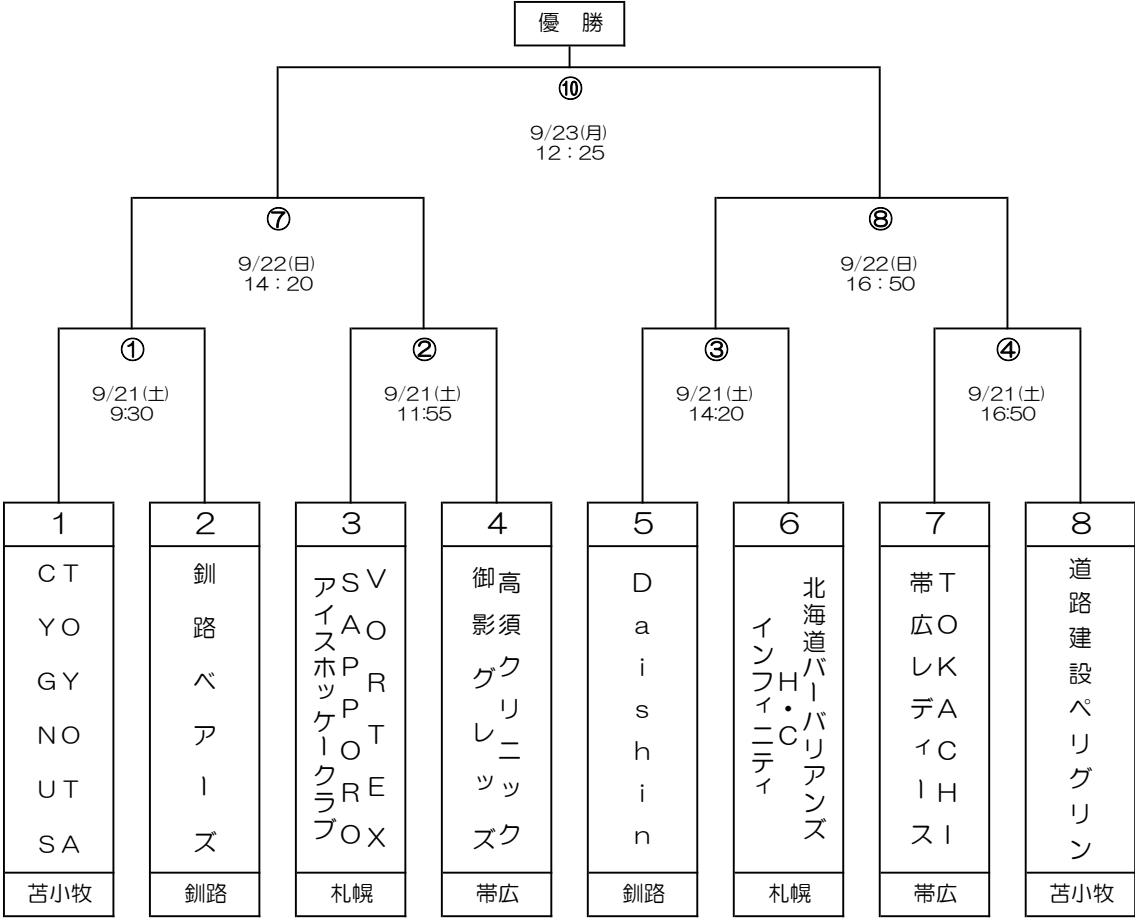 優 勝
⑩
9/23(月)
12：25
⑦
9/22(日)
14：20
⑧
9/22(日)
16：50
①
9/21(土)
9:30
②
9/21(土)
11:55
③
9/21(土)
14:20
④
9/21(土)
16:50
1
TOYOTA
CYGNUS
苫小牧
2
釧路ベアーズ
釧路
3
VORTEX
SAPPORO
アイスホッケークラブ
札幌
4
高須クリニック
御影グレッズ
帯広
5
Daishin
釧路
6
北海道バーバリアンズ
H・C
インフィニティ
札幌
7
TOKACHI
帯広レディース
帯広
8
道路建設ペリグリン
苫小牧